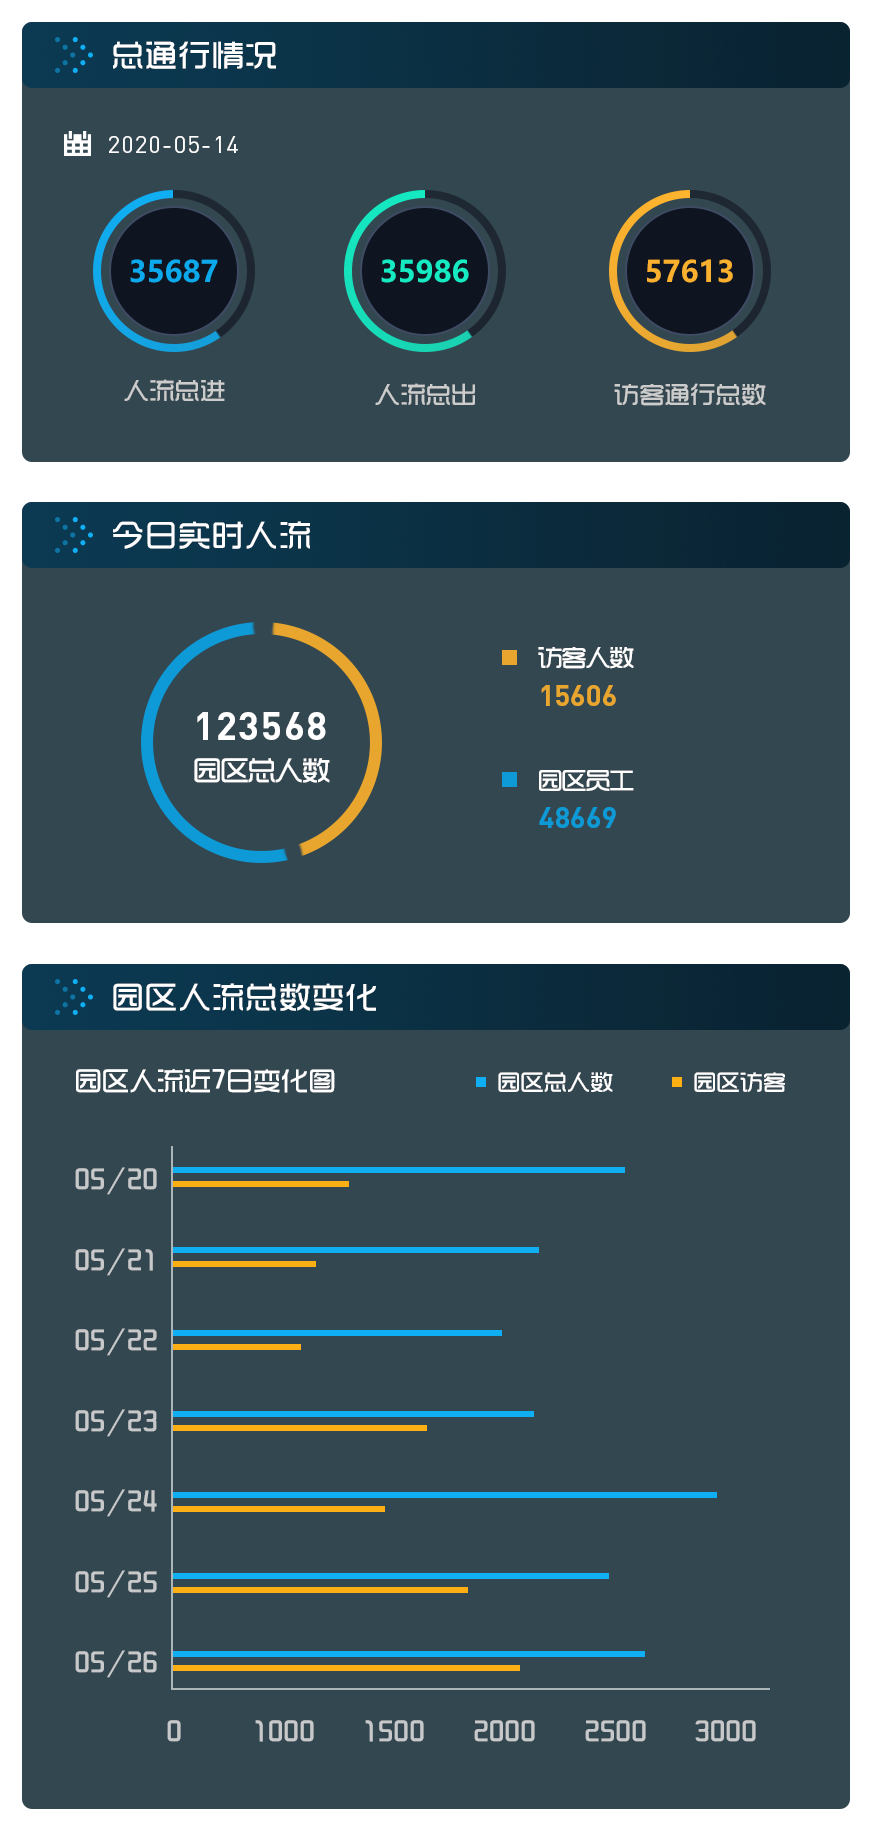 总通行情况
2020-05-14
35687 35986 57613
人流总进 人流总出 访客通行总数
今日实时人流
123568
园区总人数
访客人数
15606
园区员工
48669
园区人流总数变化
园区人流近7日变化图 园区总人数 园区访客
05/20
05/21
05/22
05/23
05/24
05/25
05/26
0 1000 1500 2000 2500 3000